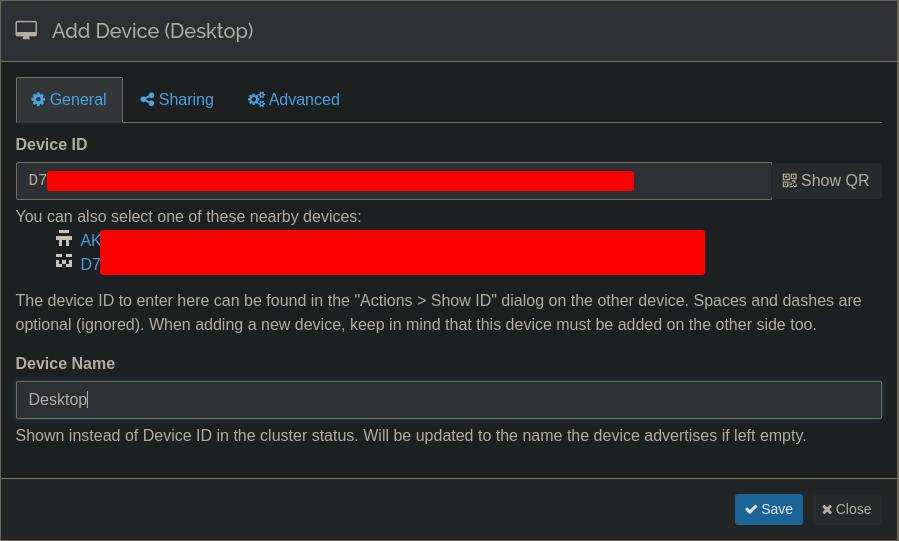 Add Device (Desktop)
General Sharing Advanced
Device ID
D7
Show QR
You can also select one of these nearby devices:
AK
D7
The device ID to enter here can be found in the "Actions > Show ID" dialog on the other device. Spaces and dashes are
optional (ignored). When adding a new device, keep in mind that this device must be added on the other side too.
Device Name
Desktop
Shown instead of Device ID in the cluster status. Will be updated to the name the device advertises if left empty.
Save Close